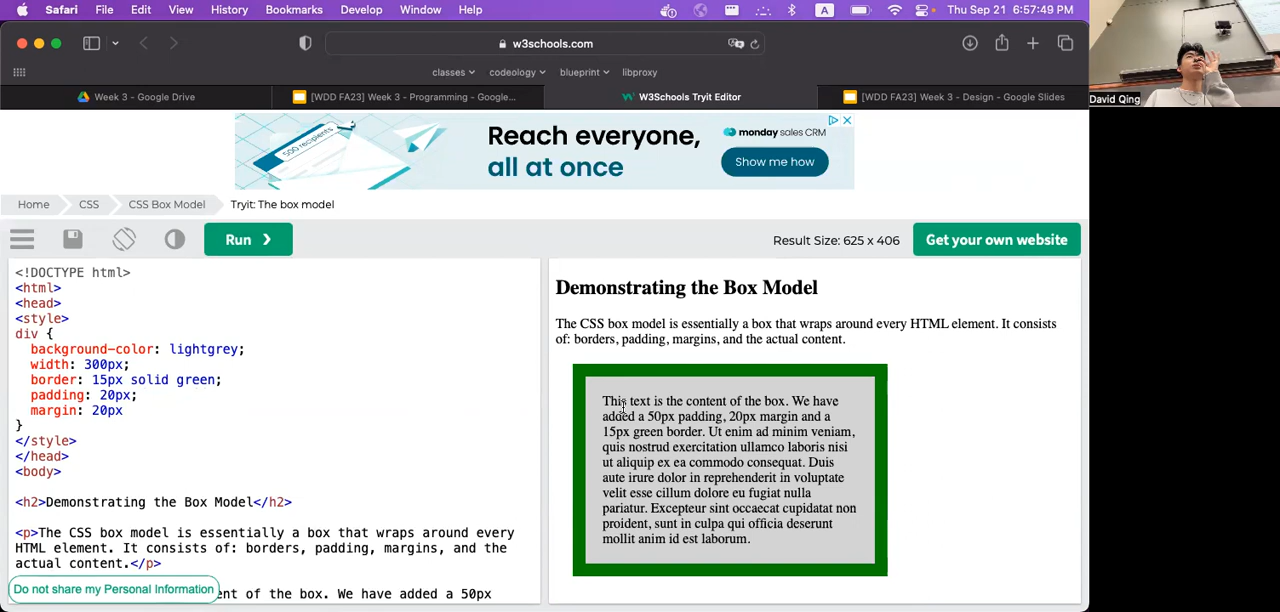 Safari File Edit View History Bookmarks Develop Window Help A Thu Sep 21 6:57:49 PM
w3schools.com
classes codeology blueprint libproxy
Week 3 - Google Drive [WDD FA23] Week 3 - Programming - Google... W3Schools Tryit Editor [WDD FA23] Week 3 - Design - Google Slides
David Qing
500 recipients
Reach everyone,
all at once
monday sales CRM
Show me how
Home CSS CSS Box Model Tryit: The box model
Run ❯ Result Size: 625 x 406 Get your own website
<!DOCTYPE html>
<html>
<head>
<style>
div {
background-color: lightgrey;
width: 300px;
border: 15px solid green;
padding: 20px;
margin: 20px
}
</style>
</head>
<body>
<h2>Demonstrating the Box Model</h2>
<p>The CSS box model is essentially a box that wraps around every
HTML element. It consists of: borders, padding, margins, and the
actual content.</p>
Do not share my Personal Information
ent of the box. We have added a 50px
Demonstrating the Box Model
The CSS box model is essentially a box that wraps around every HTML element. It consists
of: borders, padding, margins, and the actual content.
This text is the content of the box. We have
added a 50px padding, 20px margin and a
15px green border. Ut enim ad minim veniam,
quis nostrud exercitation ullamco laboris nisi
ut aliquip ex ea commodo consequat. Duis
aute irure dolor in reprehenderit in voluptate
velit esse cillum dolore eu fugiat nulla
pariatur. Excepteur sint occaecat cupidatat non
proident, sunt in culpa qui officia deserunt
mollit anim id est laborum.